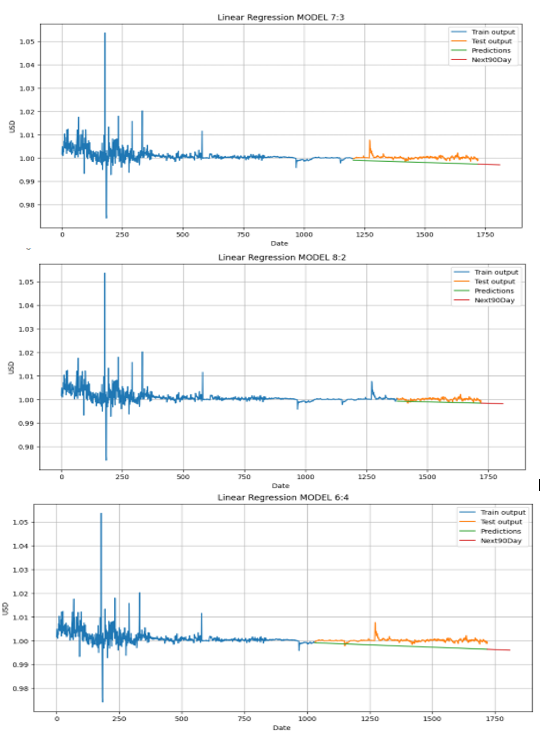 Linear Regression MODEL 7:3
1.05
1.04
1.03
1.02
1.01
1.00
0.99
0.98
USD
Train output
Test output
Predictions
Next90Day
0 250 500 750 1000 1250 1500 1750
Date
Linear Regression MODEL 8:2
1.05
1.04
1.03
1.02
1.01
1.00
0.99
0.98
USD
Train output
Test output
Predictions
Next90Day
0 250 500 750 1000 1250 1500 1750
Date
Linear Regression MODEL 6:4
1.05
1.04
1.03
1.02
1.01
1.00
0.99
0.98
USD
Train output
Test output
Predictions
Next90Day
0 250 500 750 1000 1250 1500 1750
Date